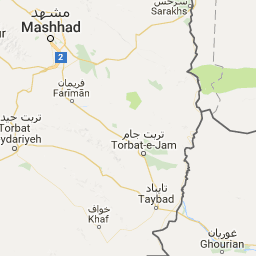 مشهد
Mashhad
سرخس
Sarakhs
2
فریمان
Farīmān
تربت حید
Torbat
ydariyeh
تربت جام
Torbat-e-Jam
تایباد
Taybad
خواف
Khaf
غوریان
Ghourian